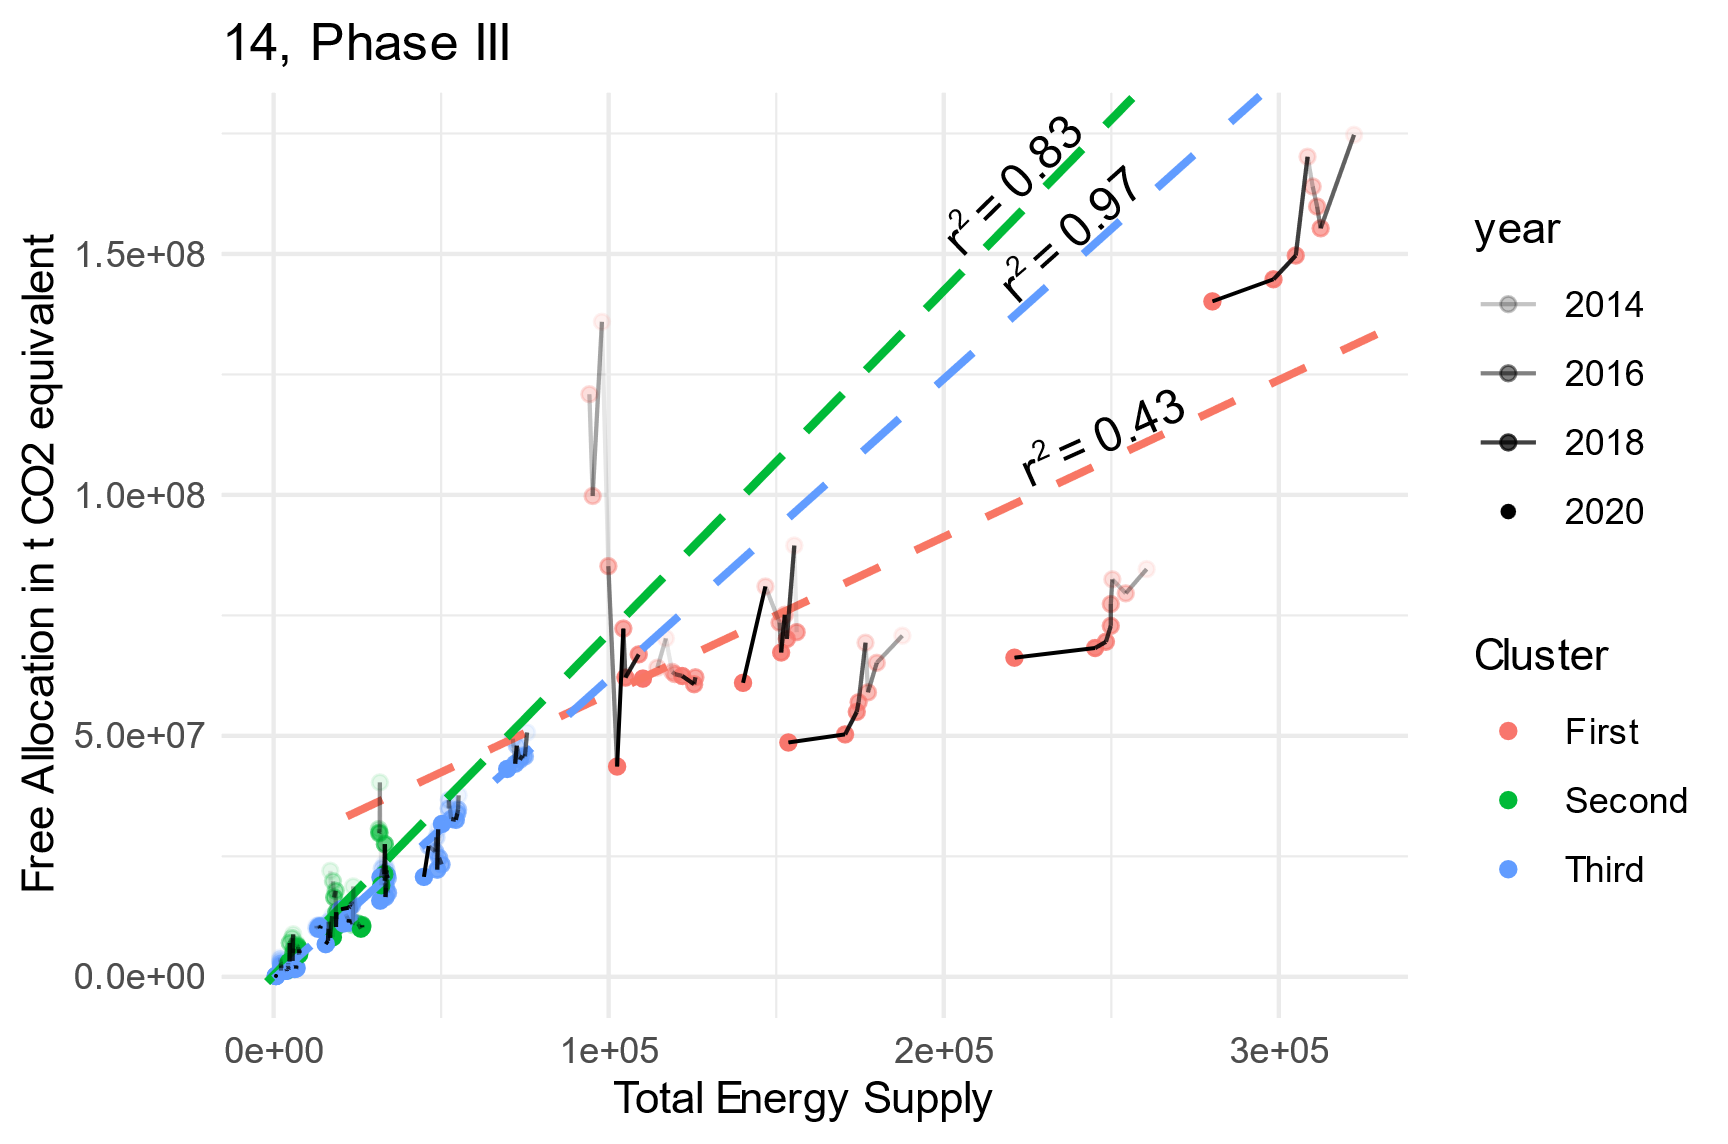 14, Phase III
Free Allocation in t CO2 equivalent
1.5e+08
1.0e+08
5.0e+07
0.0e+00
0e+00
1e+05
2e+05
3e+05
Total Energy Supply
r² = 0.83
r² = 0.97
r² = 0.43
year
2014
2016
2018
2020
Cluster
First
Second
Third